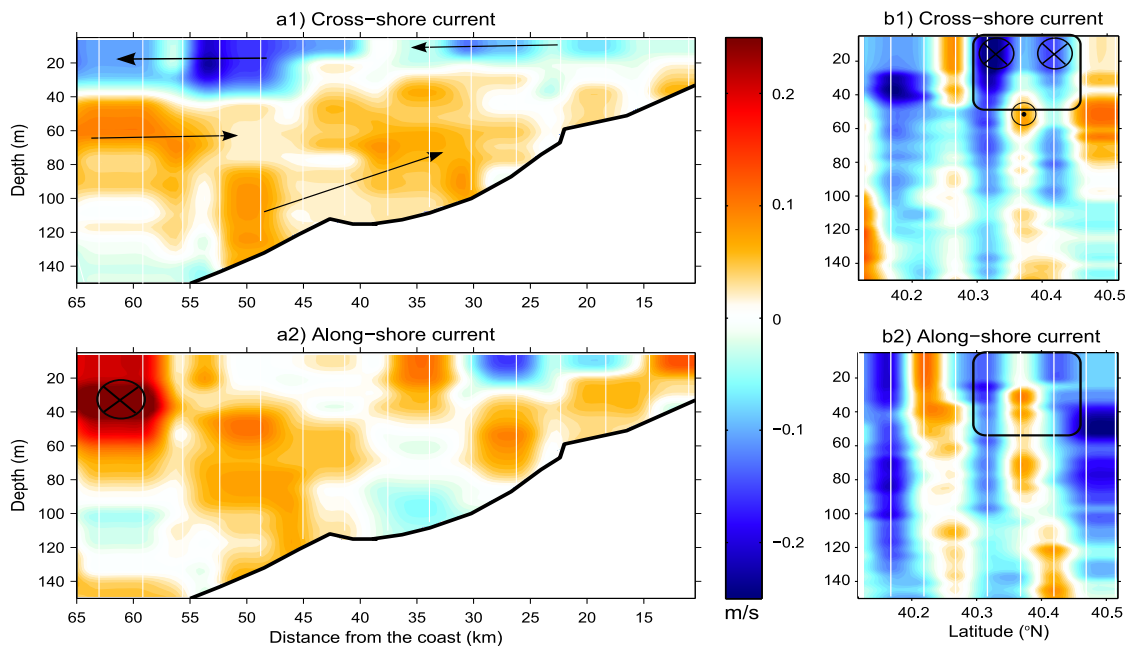 a1) Cross−shore current
b1) Cross−shore current
Depth (m)
20
40
60
80
100
120
140
65 60 55 50 45 40 35 30 25 20 15
20
40
60
80
100
120
140
40.2 40.3 40.4 40.5
0.2
0.1
0
−0.1
−0.2
m/s
a2) Along−shore current
b2) Along−shore current
Depth (m)
20
40
60
80
100
120
140
65 60 55 50 45 40 35 30 25 20 15
Distance from the coast (km)
20
40
60
80
100
120
140
40.2 40.3 40.4 40.5
Latitude (°N)